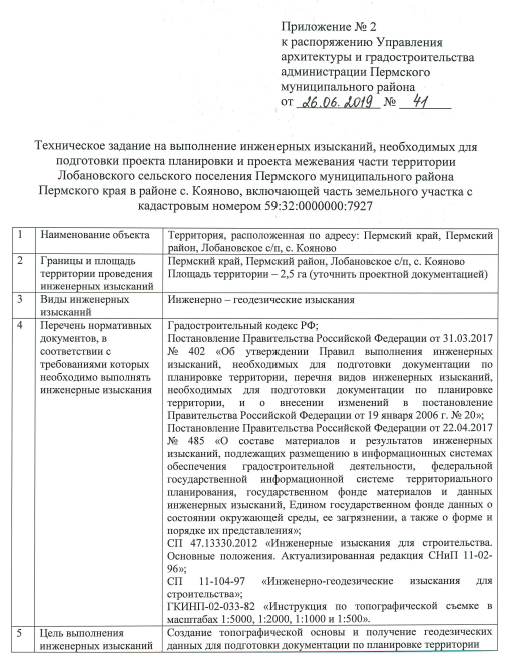 Приложение № 2
к распоряжению Управления
архитектуры и градостроительства
администрации Пермского
муниципального района
от 26.06.2019 № 41
Техническое задание на выполнение инженерных изысканий, необходимых для
подготовки проекта планировки и проекта межевания части территории
Лобановского сельского поселения Пермского муниципального района
Пермского края в районе с. Кояново, включающей часть земельного участка с
кадастровым номером 59:32:0000000:7927
1 Наименование объекта
Территория, расположенная по адресу: Пермский край, Пермский
район, Лобановское с/п, с. Кояново
2 Границы и площадь
территории проведения
инженерных изысканий
Пермский край, Пермский район, Лобановское с/п, с. Кояново
Площадь территории – 2,5 га (уточнить проектной документацией)
3 Виды инженерных
изысканий
Инженерно – геодезические изыскания
4 Перечень нормативных
документов, в
соответствии с
требованиями которых
необходимо выполнять
инженерные изыскания
Градостроительный кодекс РФ;
Постановление Правительства Российской Федерации от 31.03.2017
№ 402 «Об утверждении Правил выполнения инженерных
изысканий, необходимых для подготовки документации по
планировке территории, перечня видов инженерных изысканий,
необходимых для подготовки документации по планировке
территории, и о внесении изменений в постановление
Правительства Российской Федерации от 19 января 2006 г. № 20»;
Постановление Правительства Российской Федерации от 22.04.2017
№ 485 «О составе материалов и результатов инженерных
изысканий, подлежащих размещению в информационных системах
обеспечения градостроительной деятельности, федеральной
государственной информационной системе территориального
планирования, государственном фонде материалов и данных
инженерных изысканий, Едином государственном фонде данных о
состоянии окружающей среды, ее загрязнении, а также о форме и
порядке их представления»;
СП 47.13330.2012 «Инженерные изыскания для строительства.
Основные положения. Актуализированная редакция СНиП 11-02-
96»;
СП 11-104-97 «Инженерно-геодезические изыскания для
строительства»;
ГКИНП-02-033-82 «Инструкция по топографической съемке в
масштабах 1:5000, 1:2000, 1:1000 и 1:500».
5 Цель выполнения
инженерных изысканий
Создание топографической основы и получение геодезических
данных для подготовки документации по планировке территории